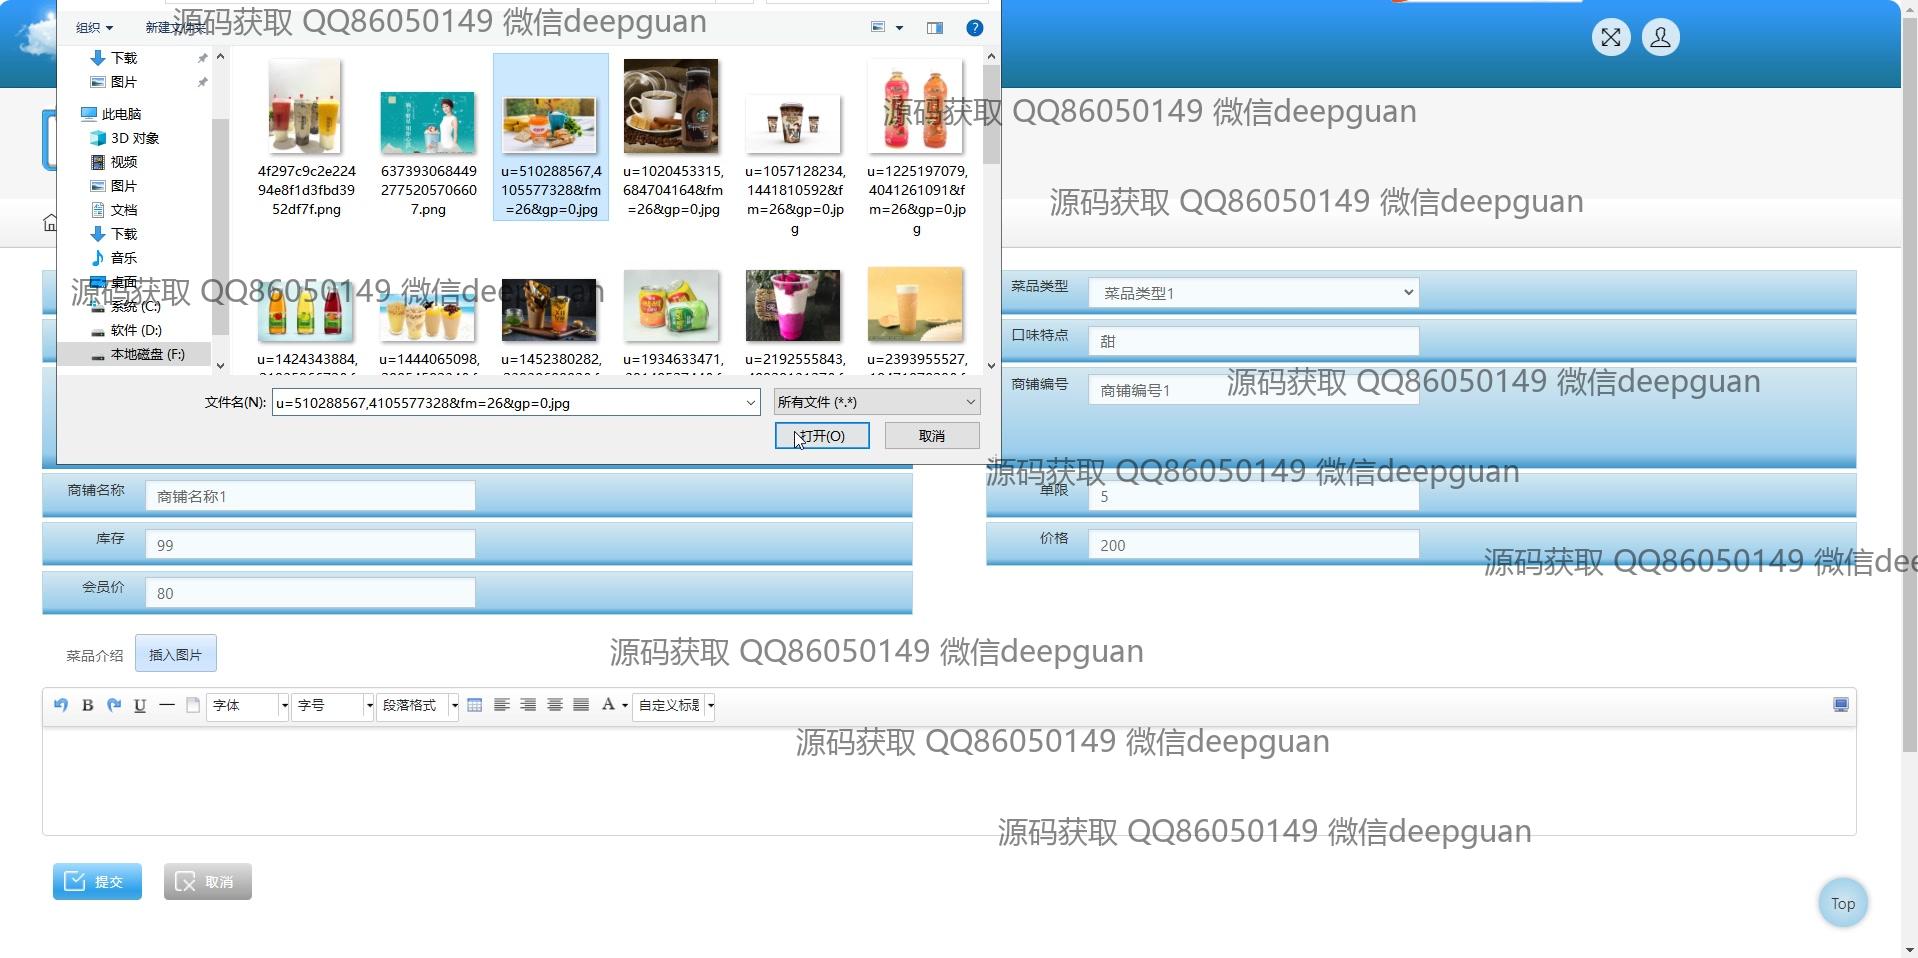 组织
新建文件夹
源码获取 QQ86050149 微信deepguan
下载
图片
此电脑
3D 对象
视频
图片
文档
下载
音乐
桌面
系统 (C:)
软件 (D:)
本地磁盘 (F:)
4f297c9c2e224
94e8f1d3fbd39
52df7f.png
637393068449
277520570660
7.png
u=510288567,4
105577328&fm
=26&gp=0.jpg
u=1020453315,
684704164&fm
=26&gp=0.jpg
u=1057128234,
1441810592&f
m=26&gp=0.jp
g
u=1225197079,
4041261091&f
m=26&gp=0.jp
g
源码获取 QQ86050149 微信deepguan
源码获取 QQ86050149 微信deepguan
源码获取 QQ86050149 微信deepguan
u=1424343884,
u=1444065098,
u=1452380282,
u=1934633471,
u=2192555843,
u=2393955527,
文件名(N):
u=510288567,4105577328&fm=26&gp=0.jpg
所有文件 (*.*)
打开(O)
取消
菜品类型
菜品类型1
口味特点
甜
商铺编号
商铺编号1
源码获取 QQ86050149 微信deepguan
源码获取 QQ86050149 微信deepguan
商铺名称
商铺名称1
单限
5
库存
99
价格
200
源码获取 QQ86050149 微信dee
会员价
80
菜品介绍
插入图片
源码获取 QQ86050149 微信deepguan
B
U
字体
字号
段落格式
A
自定义标题
源码获取 QQ86050149 微信deepguan
源码获取 QQ86050149 微信deepguan
提交
取消
Top